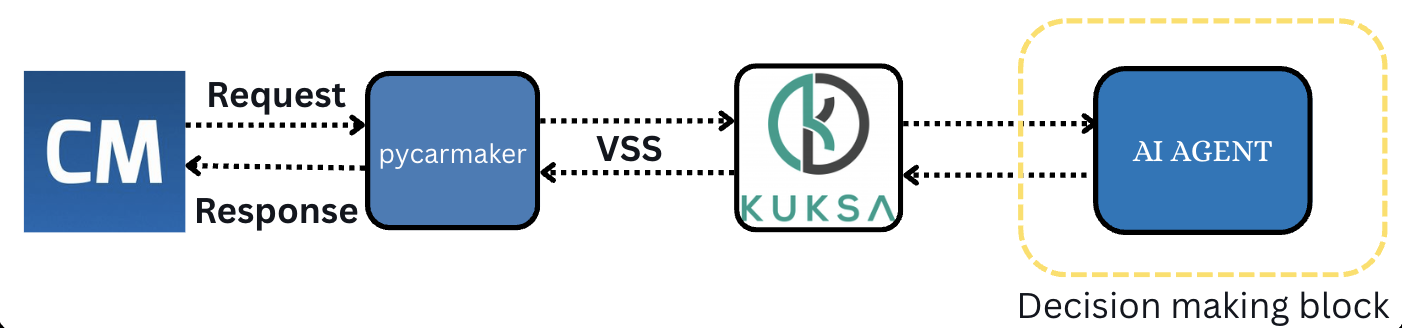 CM
Request
Response
pycarmaker
VSS
KUKSA
AI AGENT
Decision making block